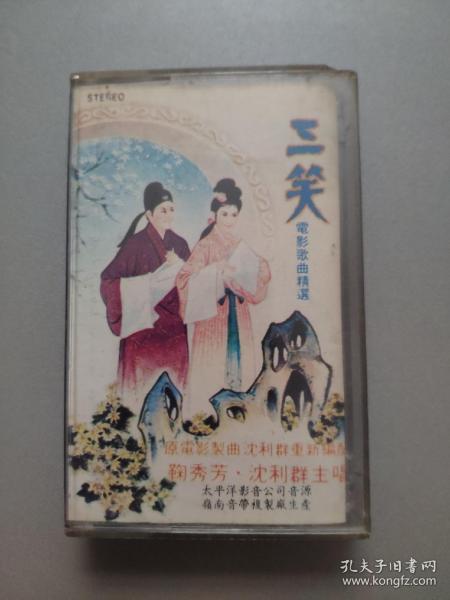 STEREO
三笑
電影歌曲精選
原電影製曲沈利群重新編配
鞠秀芳·沈利群主唱
太平洋影音公司音源
嶺南音帶複製廠生產
孔夫子旧书网
www.kongfz.com